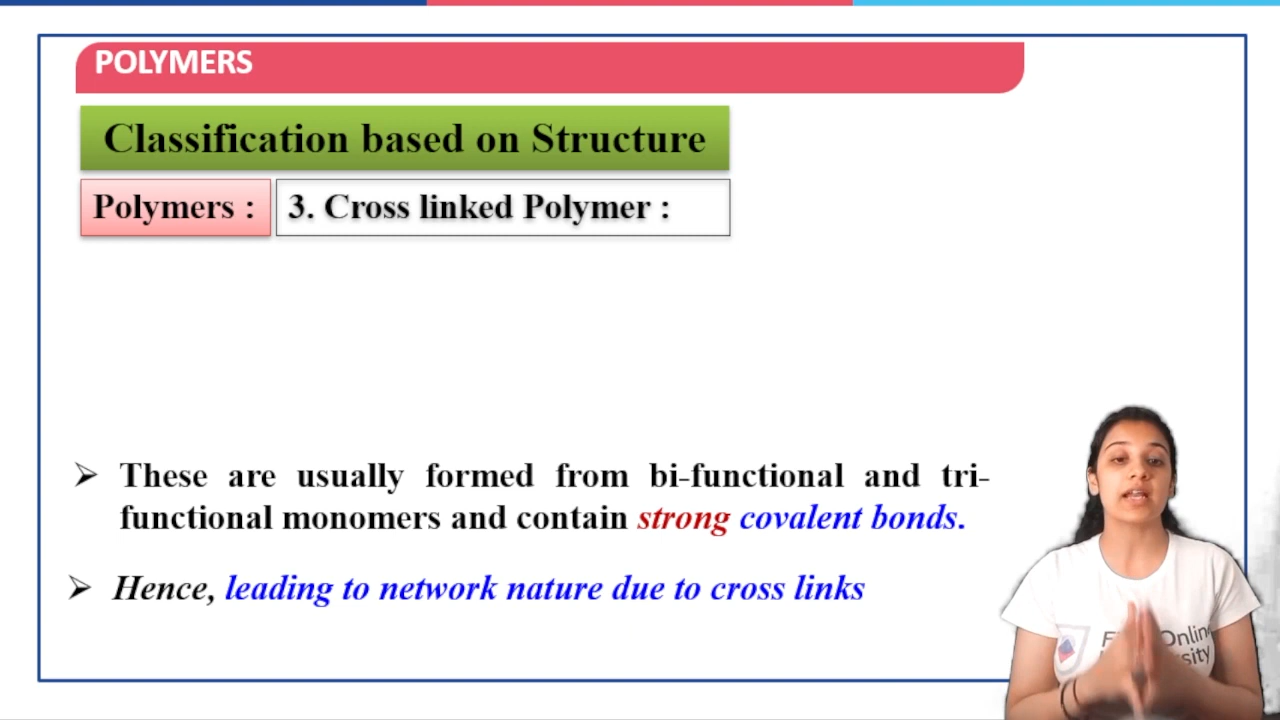 POLYMERS
Classification based on Structure
Polymers :
3. Cross linked Polymer :
➢ These are usually formed from bi-functional and tri-
functional monomers and contain strong covalent bonds.
➢ Hence, leading to network nature due to cross links